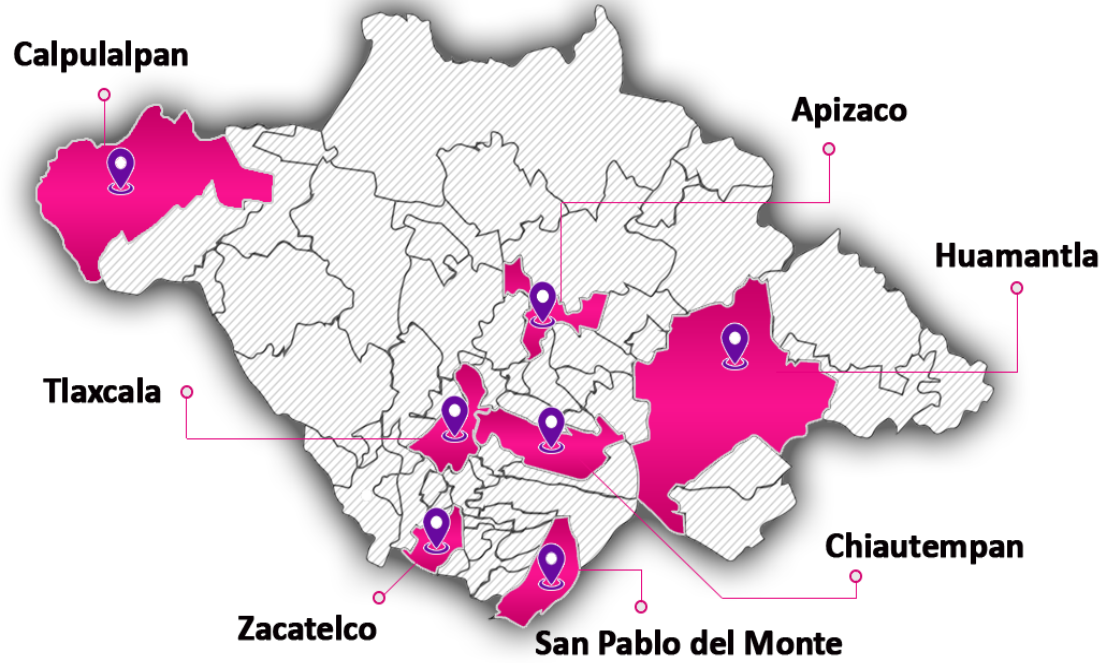 Calpulalpan
Apizaco
Huamantla
Tlaxcala
Chiautempan
Zacatelco
San Pablo del Monte